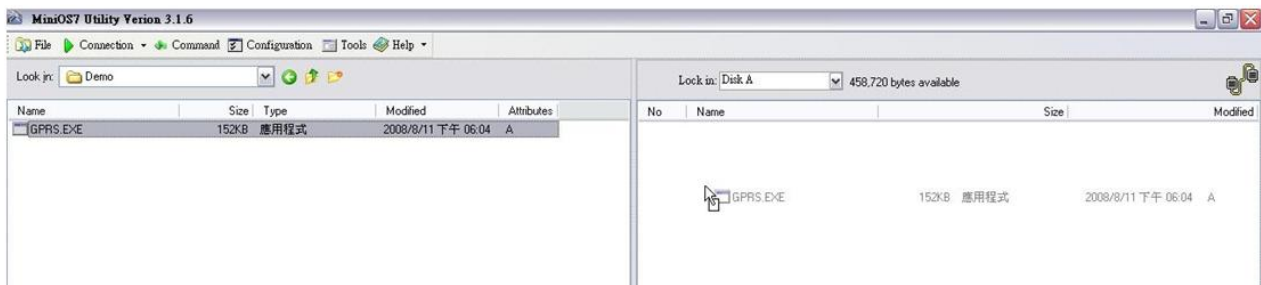 MiniOS7 Utility Verion 3.1.6
File Connection Command Configuration Tools Help
Look in: Demo
Lock in: Disk A 458,720 bytes available
Name Size Type Modified Attributes
No Name Size Modified
GPRS.EXE 152KB 應用程式 2008/8/11 下午 06:04 A
GPRS.EXE 152KB 應用程式 2008/8/11 下午 06:04 A